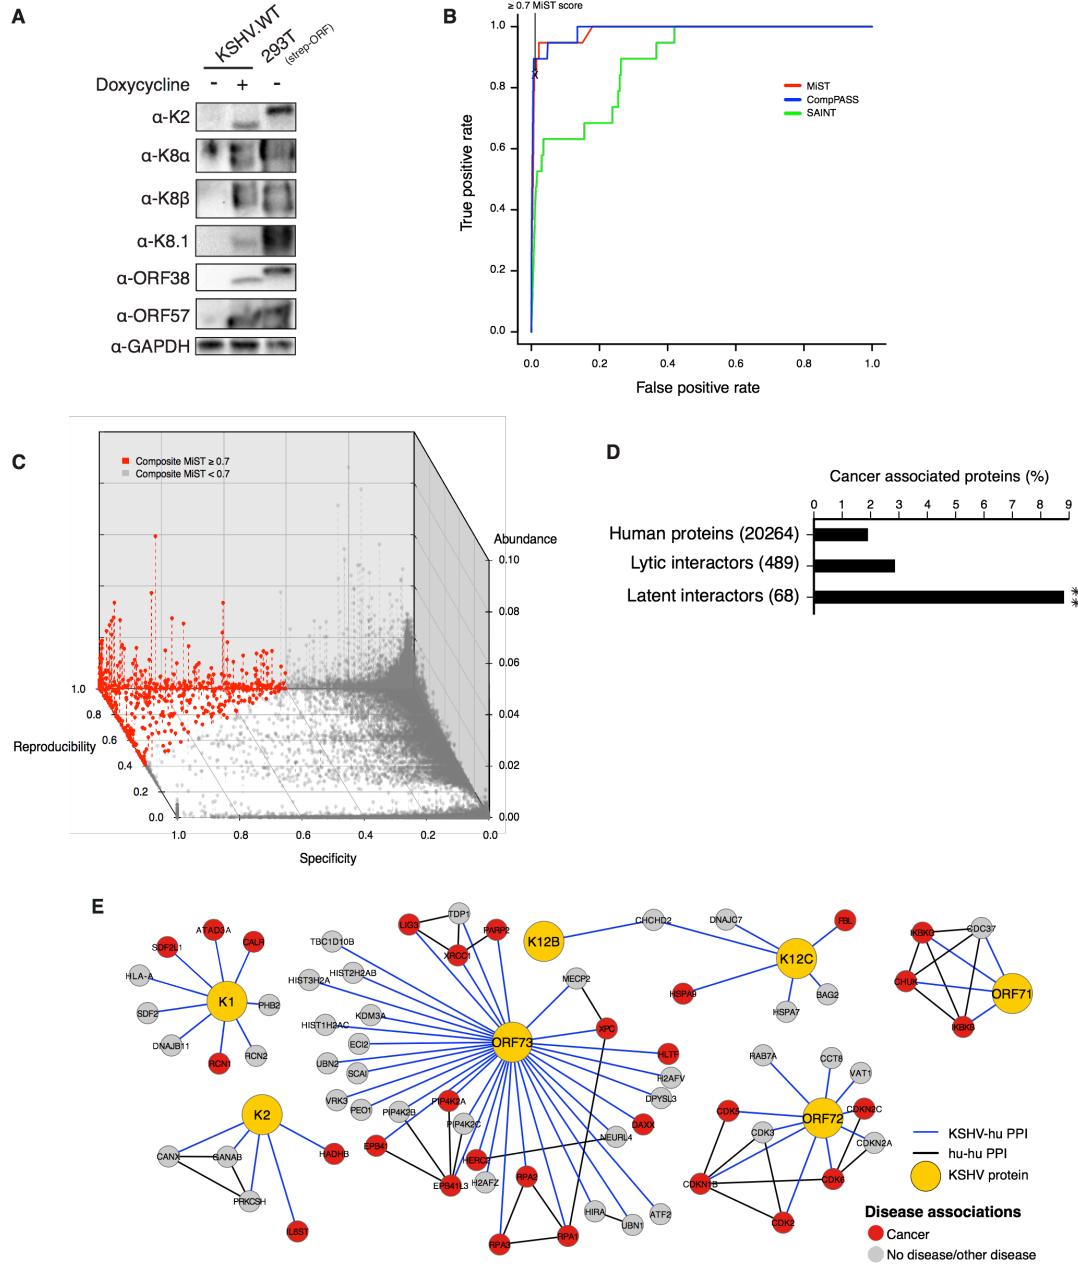 A
KSHV.WT
293T
(strep-ORF)
Doxycycline
- + -
α-K2
α-K8α
α-K8β
α-K8.1
α-ORF38
α-ORF57
α-GAPDH
B
≥ 0.7 MiST score
1.0
0.8
0.6
0.4
0.2
0.0
True positive rate
x
MiST
CompPASS
SAINT
0.0 0.2 0.4 0.6 0.8 1.0
False positive rate
C
Composite MiST ≥ 0.7
Composite MiST < 0.7
Abundance
0.10
0.08
0.06
0.04
0.02
0.00
1.0
0.8
0.6
0.4
0.2
0.0
Reproducibility
1.0 0.8 0.6 0.4 0.2 0.0
Specificity
D
Cancer associated proteins (%)
0 1 2 3 4 5 6 7 8 9
Human proteins (20264)
Lytic interactors (489)
Latent interactors (68)
**
E
ATAD3A
SDF2L1
CALR
HLA-A
K1
PHB2
SDF2
DNAJB11
RCN1
RCN2
K2
CANX
GANAB
HADHB
PRKCSH
IL6ST
LIG3
TDP1
PARP2
XRCC1
TBC1D10B
HIST2H2AB
HIST3H2A
KDM3A
HIST1H2AC
ECI2
UBN2
SCAI
VRK3
PEO1
PIP4K2B
PIP4K2A
PIP4K2C
EPB41
HERC2
EPB41L3
H2AFZ
RPA2
RPA3
RPA1
HIRA
UBN1
ATF2
NEURL4
DAXX
DPYSL3
H2AFV
HLTF
XPC
MECP2
ORF73
K12B
CHCHD2
DNAJC7
FBL
K12C
HSPA9
HSPA7
BAG2
IKBKG
CDC37
CHUK
ORF71
IKBKB
RAB7A
CCT8
VAT1
CDK5
ORF72
CDKN2C
CDK3
CDKN2A
CDKN1B
CDK6
CDK2
KSHV-hu PPI
hu-hu PPI
KSHV protein
Disease associations
Cancer
No disease/other disease